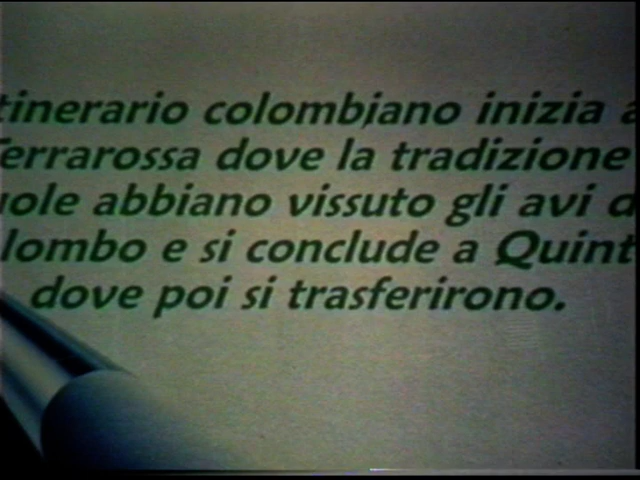 tinerario colombiano inizia a
Terrarossa dove la tradizione
uole abbiano vissuto gli avi d
lombo e si conclude a Quint
dove poi si trasferirono.